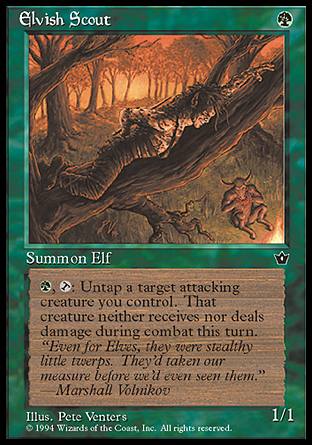 Elvish Scout
Summon Elf
, : Untap a target attacking
creature you control. That
creature neither receives nor deals
damage during combat this turn.
"Even for Elves, they were stealthy
little twerps. They'd taken our
measure before we'd even seen them."
—Marshall Volnikov
Illus. Pete Venters
1/1
© 1994 Wizards of the Coast, Inc. All rights reserved.